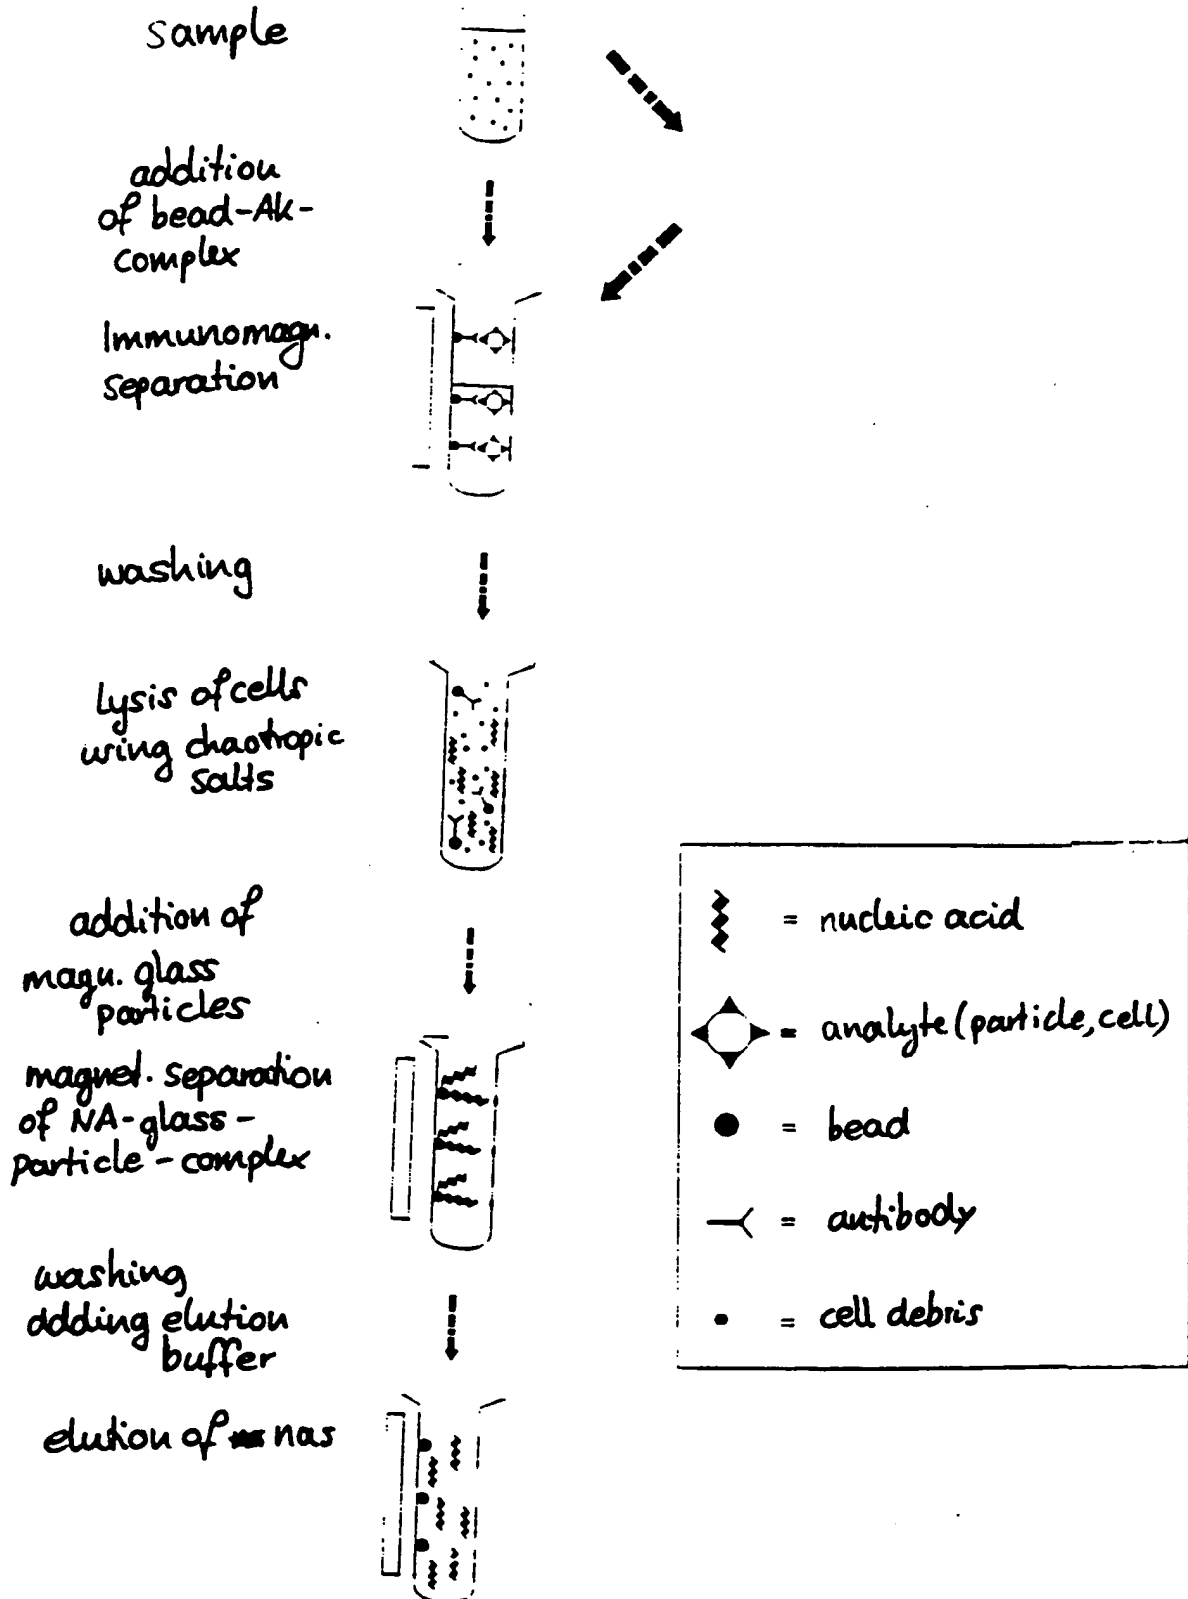 sample
addition
of bead-Ak-
complex
Immunomagn.
separation
washing
Lysis of cells
using chaotropic
salts
addition of
magn. glass
particles
magnet. separation
of NA-glass-
particle-complex
washing,
adding elution
buffer
elution of nas
= nucleic acid
= analyte (particle, cell)
= bead
= antibody
= cell debris